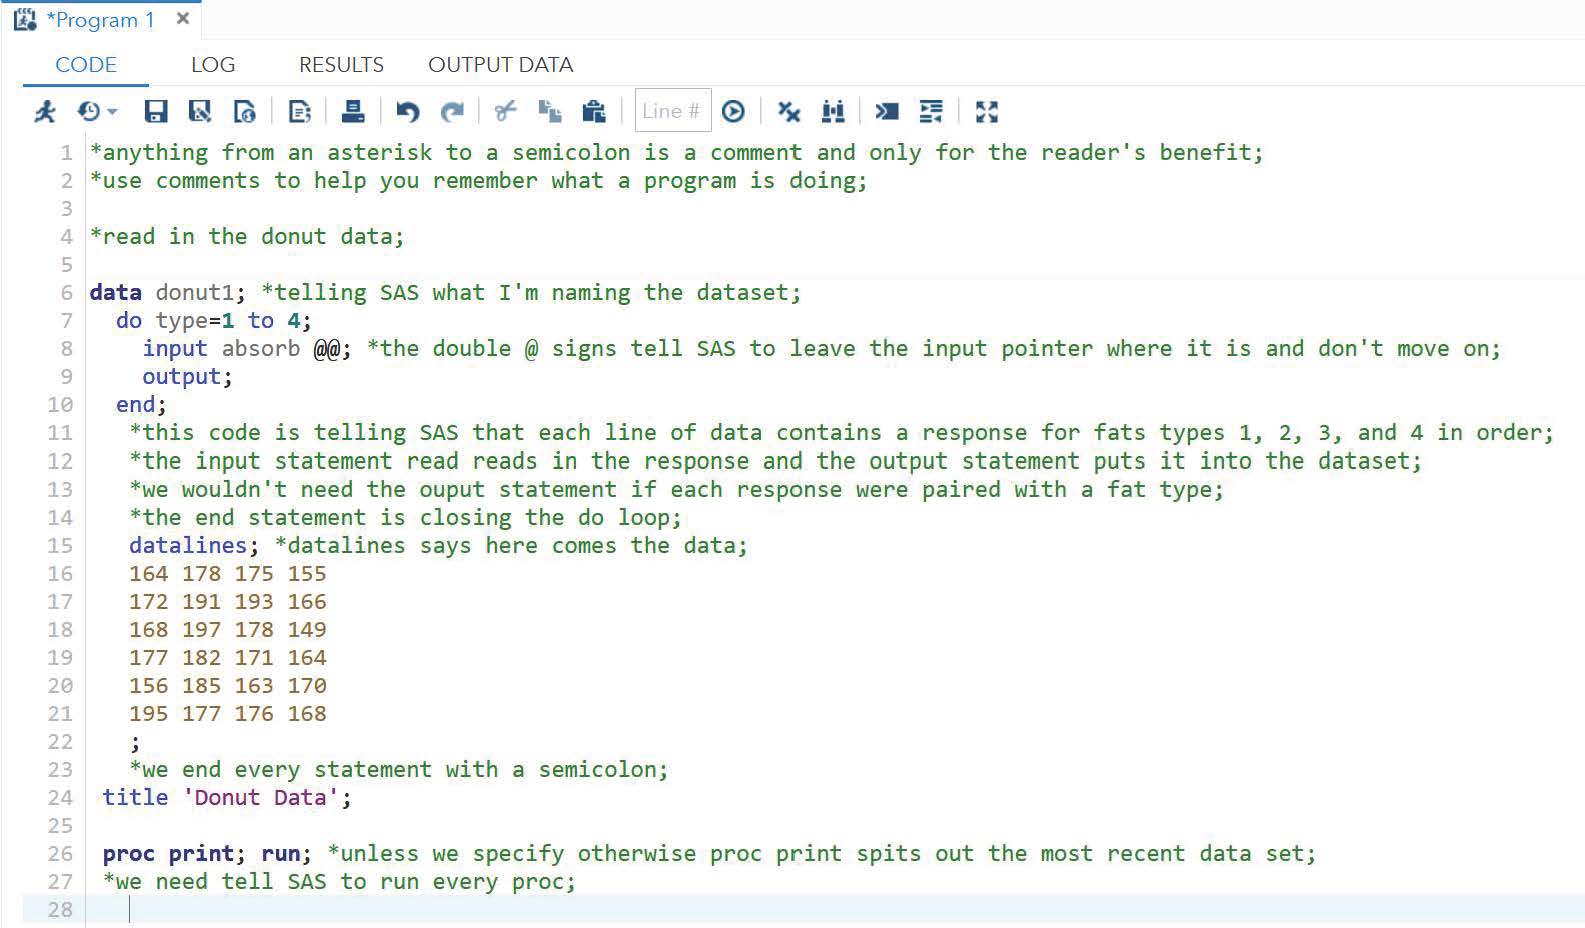 *Program 1 ×
CODE LOG RESULTS OUTPUT DATA
Line #
1 *anything from an asterisk to a semicolon is a comment and only for the reader's benefit;
2 *use comments to help you remember what a program is doing;
3
4 *read in the donut data;
5
6 data donut1; *telling SAS what I'm naming the dataset;
7 do type=1 to 4;
8 input absorb @@; *the double @ signs tell SAS to leave the input pointer where it is and don't move on;
9 output;
10 end;
11 *this code is telling SAS that each line of data contains a response for fats types 1, 2, 3, and 4 in order;
12 *the input statement read reads in the response and the output statement puts it into the dataset;
13 *we wouldn't need the ouput statement if each response were paired with a fat type;
14 *the end statement is closing the do loop;
15 datalines; *datalines says here comes the data;
16 164 178 175 155
17 172 191 193 166
18 168 197 178 149
19 177 182 171 164
20 156 185 163 170
21 195 177 176 168
22 ;
23 *we end every statement with a semicolon;
24 title 'Donut Data';
25
26 proc print; run; *unless we specify otherwise proc print spits out the most recent data set;
27 *we need tell SAS to run every proc;
28